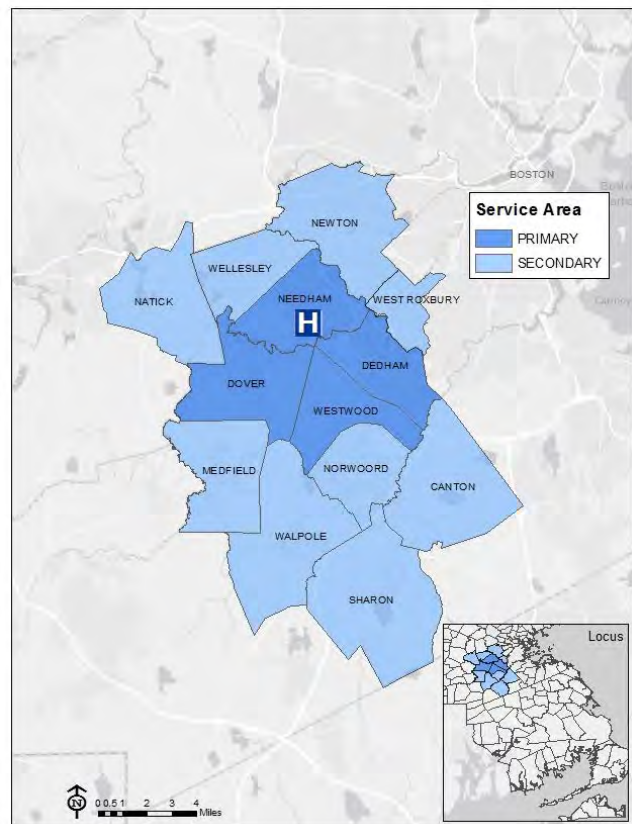 BOSTON
NEWTON
Service Area
PRIMARY
SECONDARY
WELLESLEY
NATICK
NEEDHAM
WEST ROXBURY
H
DEDHAM
DOVER
WESTWOOD
MEDFIELD
NORWOORD
CANTON
WALPOLE
SHARON
Locus
N
0 0.5 1 2 3 4
Miles